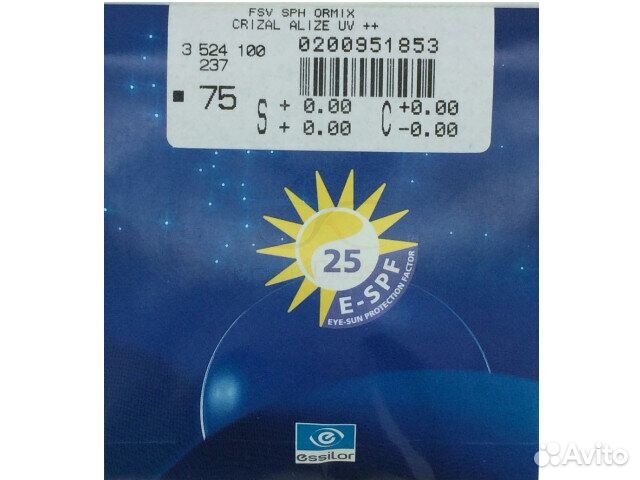 FSV SPH ORMIX
CRIZAL ALIZE UV ++
3 524 100
237
0200951853
75
S + 0.00 C +0.00
+ 0.00 -0.00
25
E-SPF
EYE-SUN PROTECTION FACTOR
essilor
Avito